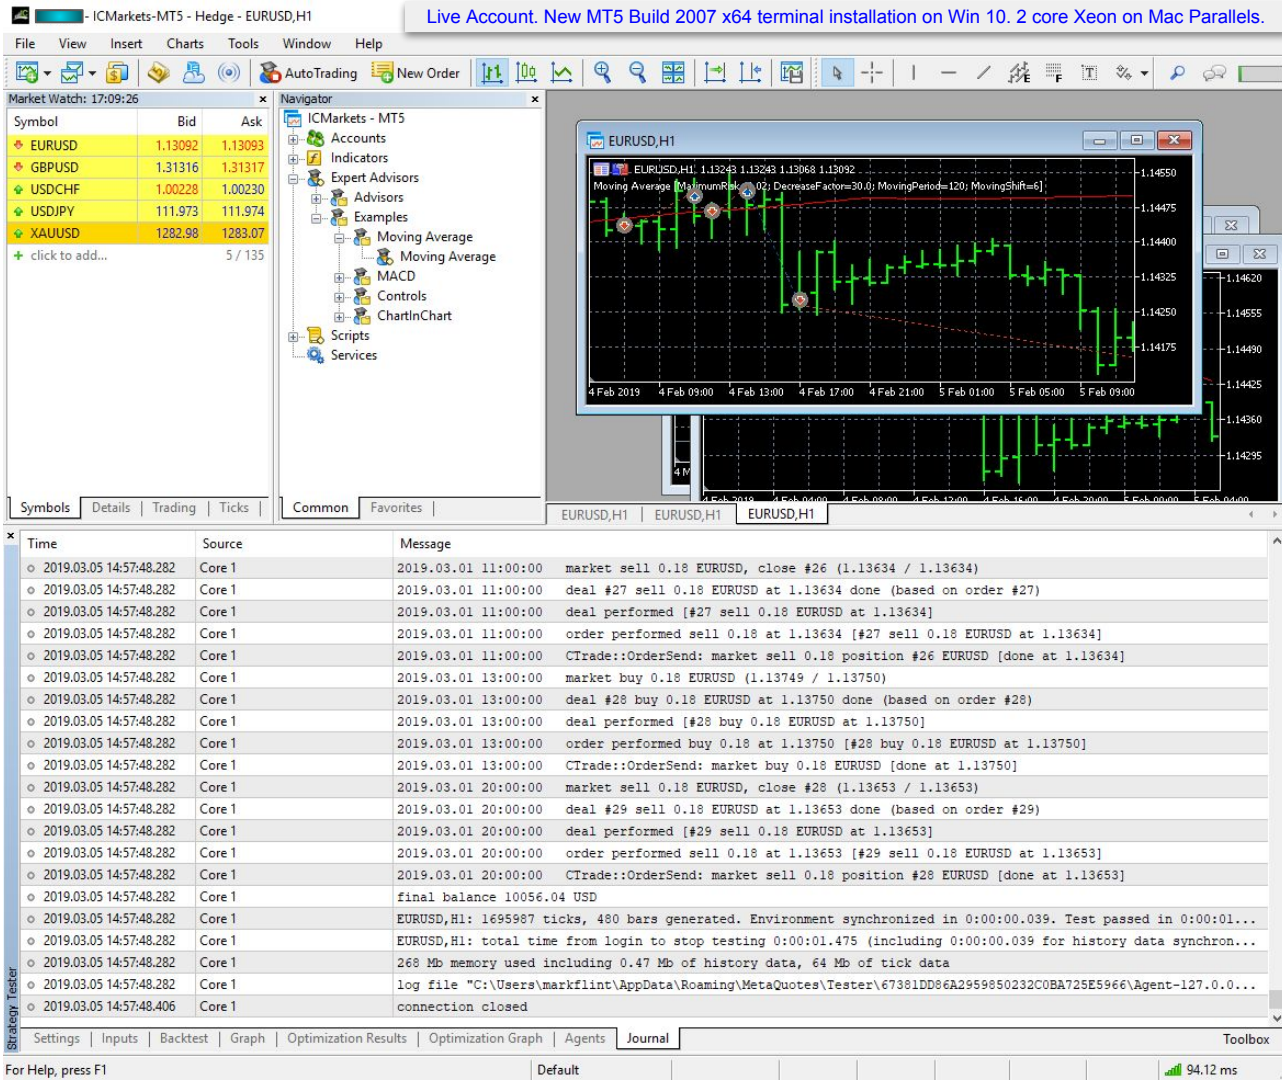 - ICMarkets-MT5 - Hedge - EURUSD,H1
Live Account. New MT5 Build 2007 x64 terminal installation on Win 10. 2 core Xeon on Mac Parallels.
File View Insert Charts Tools Window Help
AutoTrading New Order
Market Watch: 17:09:26
Symbol Bid Ask
EURUSD 1.13092 1.13093
GBPUSD 1.31316 1.31317
USDCHF 1.00228 1.00230
USDJPY 111.973 111.974
XAUUSD 1282.98 1283.07
click to add... 5 / 135
Symbols Details Trading Ticks
Navigator
ICMarkets - MT5
Accounts
Indicators
Expert Advisors
Advisors
Examples
Moving Average
Moving Average
MACD
Controls
ChartInChart
Scripts
Services
Common Favorites
EURUSD,H1
EURUSD,H1 1.13243 1.13243 1.13068 1.13092
Moving Average [MaximumRisk 02; DecreaseFactor=30.0; MovingPeriod=120; MovingShift=6]
1.14550
1.14475
1.14400
1.14325
1.14250
1.14175
4 Feb 2019 4 Feb 09:00 4 Feb 13:00 4 Feb 17:00 4 Feb 21:00 5 Feb 01:00 5 Feb 05:00 5 Feb 09:00
1.14620
1.14555
1.14490
1.14425
1.14360
1.14295
EURUSD,H1 EURUSD,H1 EURUSD,H1
Time Source Message
2019.03.05 14:57:48.282 Core 1 2019.03.01 11:00:00 market sell 0.18 EURUSD, close #26 (1.13634 / 1.13634)
2019.03.05 14:57:48.282 Core 1 2019.03.01 11:00:00 deal #27 sell 0.18 EURUSD at 1.13634 done (based on order #27)
2019.03.05 14:57:48.282 Core 1 2019.03.01 11:00:00 deal performed [#27 sell 0.18 EURUSD at 1.13634]
2019.03.05 14:57:48.282 Core 1 2019.03.01 11:00:00 order performed sell 0.18 at 1.13634 [#27 sell 0.18 EURUSD at 1.13634]
2019.03.05 14:57:48.282 Core 1 2019.03.01 11:00:00 CTrade::OrderSend: market sell 0.18 position #26 EURUSD [done at 1.13634]
2019.03.05 14:57:48.282 Core 1 2019.03.01 13:00:00 market buy 0.18 EURUSD (1.13749 / 1.13750)
2019.03.05 14:57:48.282 Core 1 2019.03.01 13:00:00 deal #28 buy 0.18 EURUSD at 1.13750 done (based on order #28)
2019.03.05 14:57:48.282 Core 1 2019.03.01 13:00:00 deal performed [#28 buy 0.18 EURUSD at 1.13750]
2019.03.05 14:57:48.282 Core 1 2019.03.01 13:00:00 order performed buy 0.18 at 1.13750 [#28 buy 0.18 EURUSD at 1.13750]
2019.03.05 14:57:48.282 Core 1 2019.03.01 13:00:00 CTrade::OrderSend: market buy 0.18 EURUSD [done at 1.13750]
2019.03.05 14:57:48.282 Core 1 2019.03.01 20:00:00 market sell 0.18 EURUSD, close #28 (1.13653 / 1.13653)
2019.03.05 14:57:48.282 Core 1 2019.03.01 20:00:00 deal #29 sell 0.18 EURUSD at 1.13653 done (based on order #29)
2019.03.05 14:57:48.282 Core 1 2019.03.01 20:00:00 deal performed [#29 sell 0.18 EURUSD at 1.13653]
2019.03.05 14:57:48.282 Core 1 2019.03.01 20:00:00 order performed sell 0.18 at 1.13653 [#29 sell 0.18 EURUSD at 1.13653]
2019.03.05 14:57:48.282 Core 1 2019.03.01 20:00:00 CTrade::OrderSend: market sell 0.18 position #28 EURUSD [done at 1.13653]
2019.03.05 14:57:48.282 Core 1 final balance 10056.04 USD
2019.03.05 14:57:48.282 Core 1 EURUSD,H1: 1695987 ticks, 480 bars generated. Environment synchronized in 0:00:00.039. Test passed in 0:00:01...
2019.03.05 14:57:48.282 Core 1 EURUSD,H1: total time from login to stop testing 0:00:01.475 (including 0:00:00.039 for history data synchron...
2019.03.05 14:57:48.282 Core 1 268 Mb memory used including 0.47 Mb of history data, 64 Mb of tick data
2019.03.05 14:57:48.282 Core 1 log file "C:\Users\markflint\AppData\Roaming\MetaQuotes\Tester\67381DD86A2959850232C0BA725E5966\Agent-127.0.0...
2019.03.05 14:57:48.406 Core 1 connection closed
Strategy Tester
Settings Inputs Backtest Graph Optimization Results Optimization Graph Agents Journal Toolbox
For Help, press F1 Default 94.12 ms